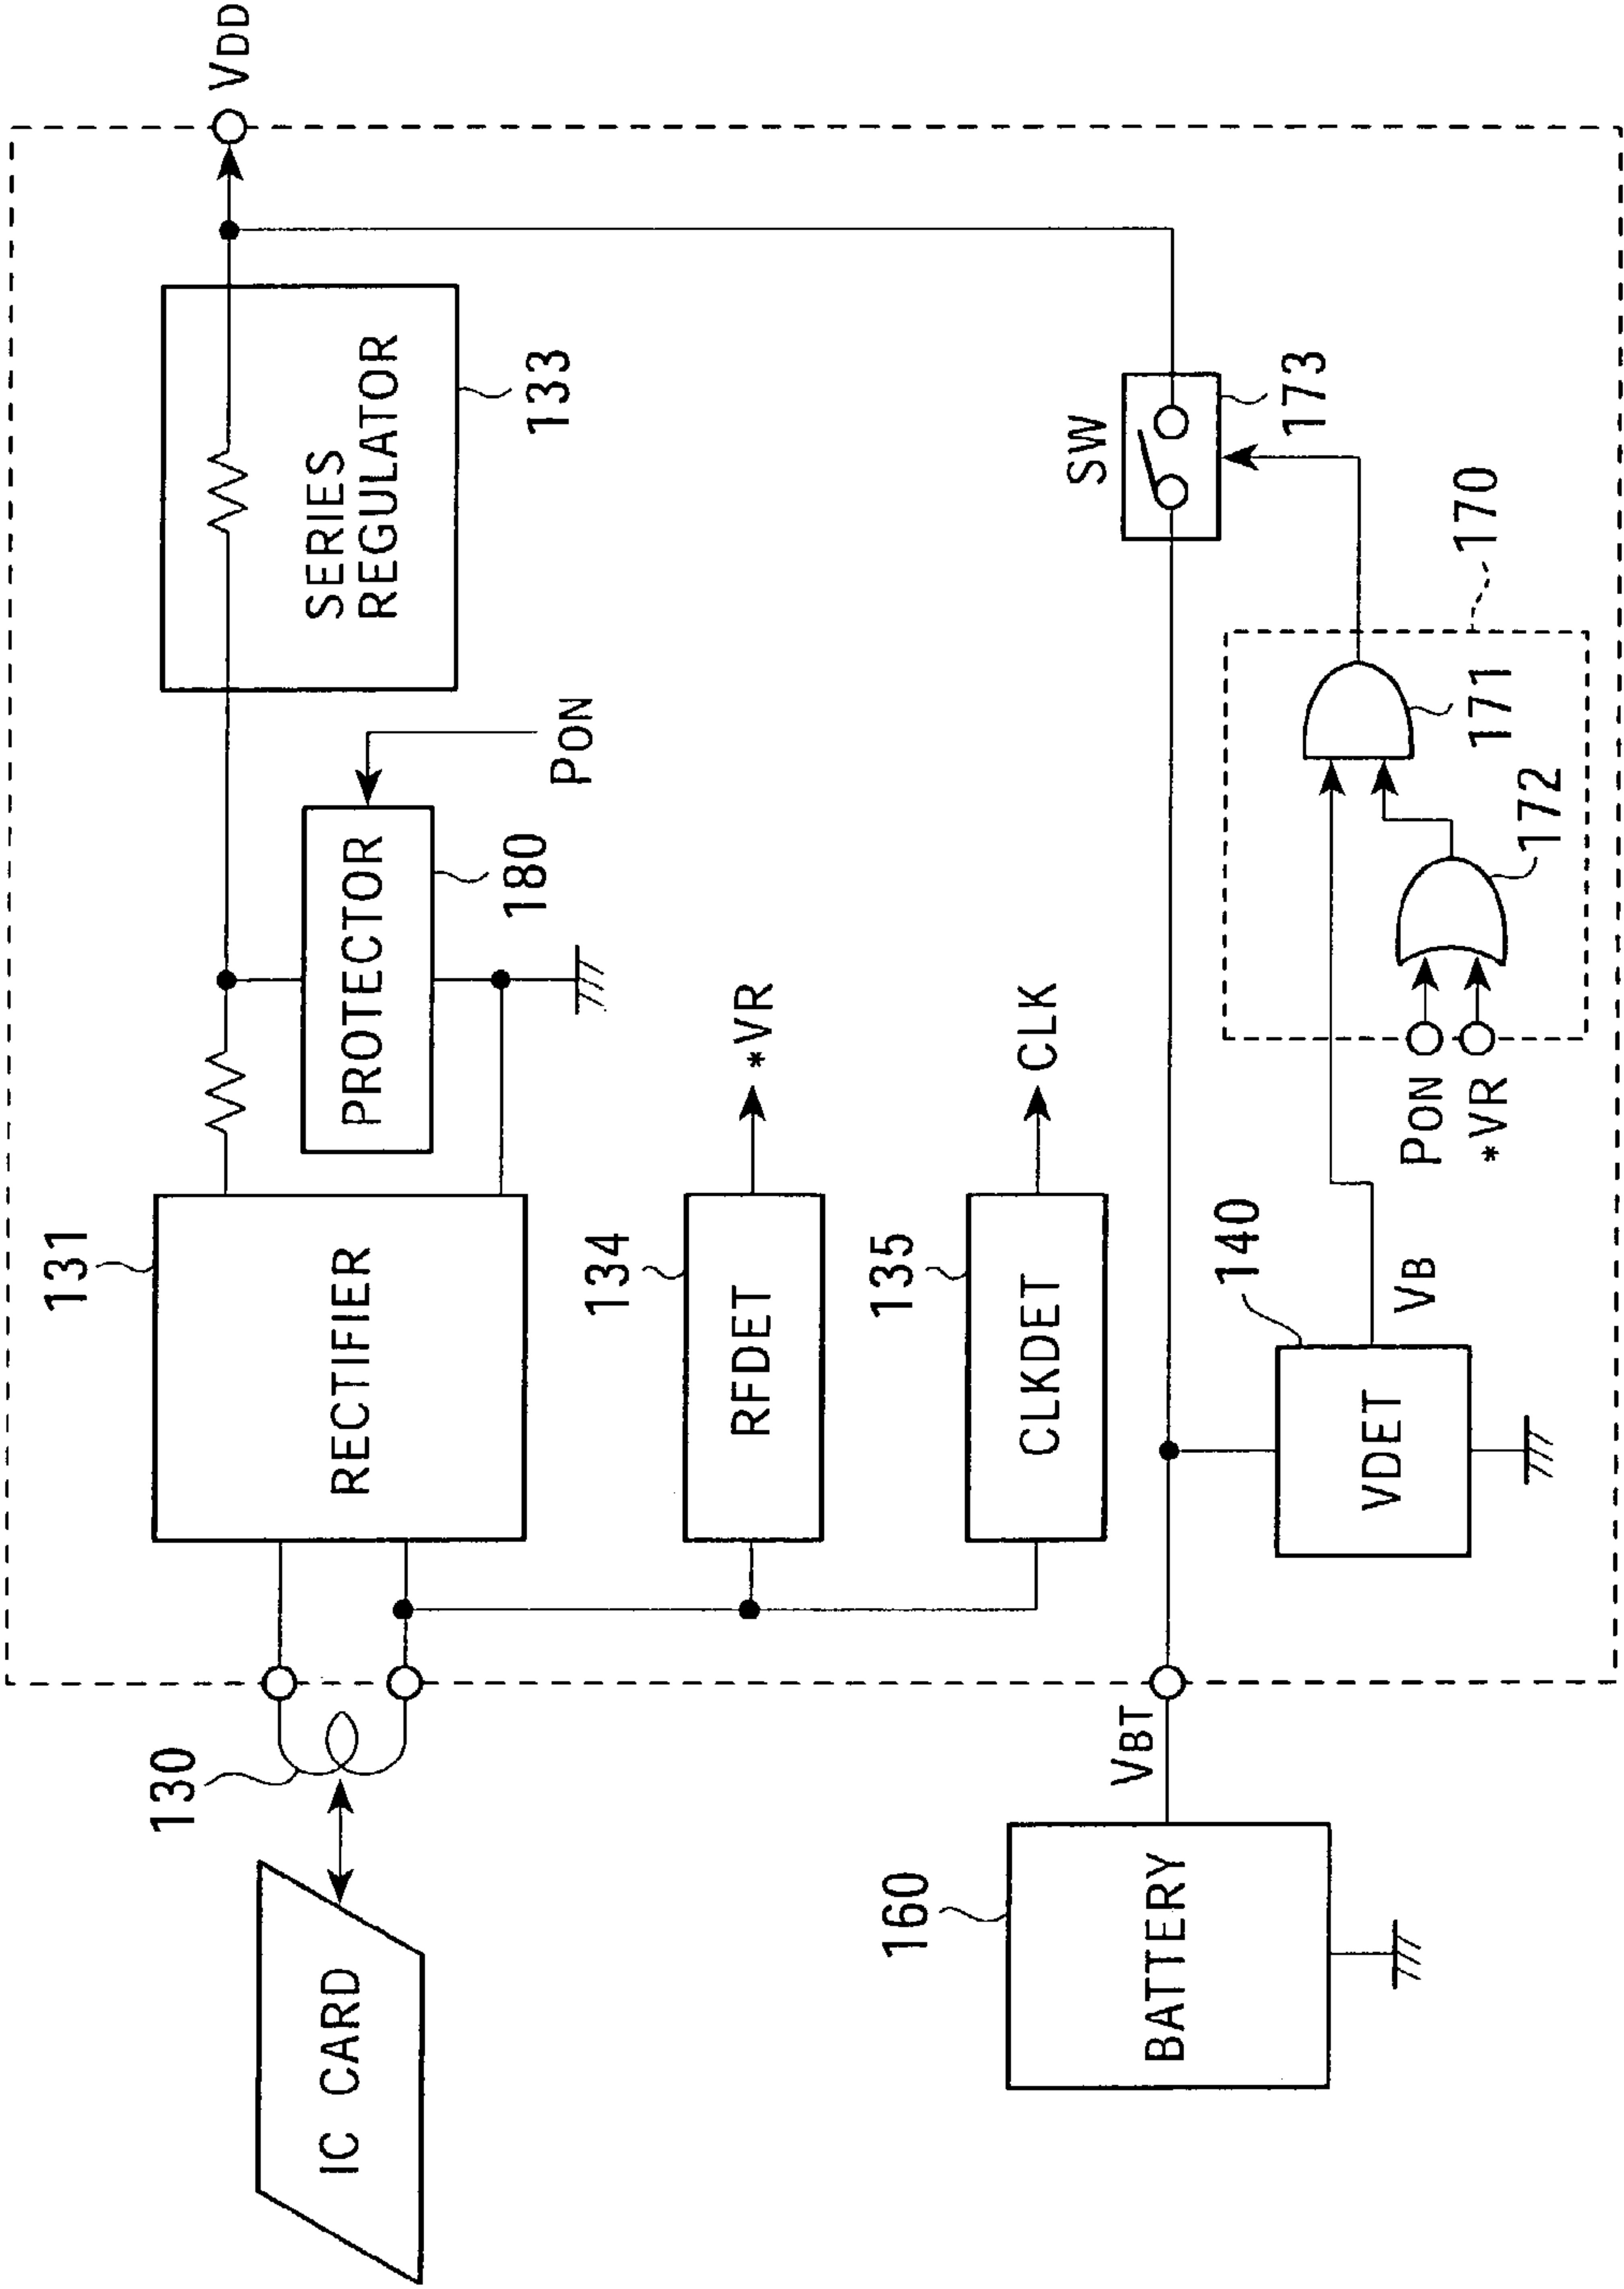 IC CARD
130
131
RECTIFIER
PROTECTOR
180
PON
SERIES
REGULATOR
133
VDD
134
RFDET
*VR
135
CLKDET
CLK
160
BATTERY
VBT
140
VDET
VB
PON
*VR
172
171
170
SW
173